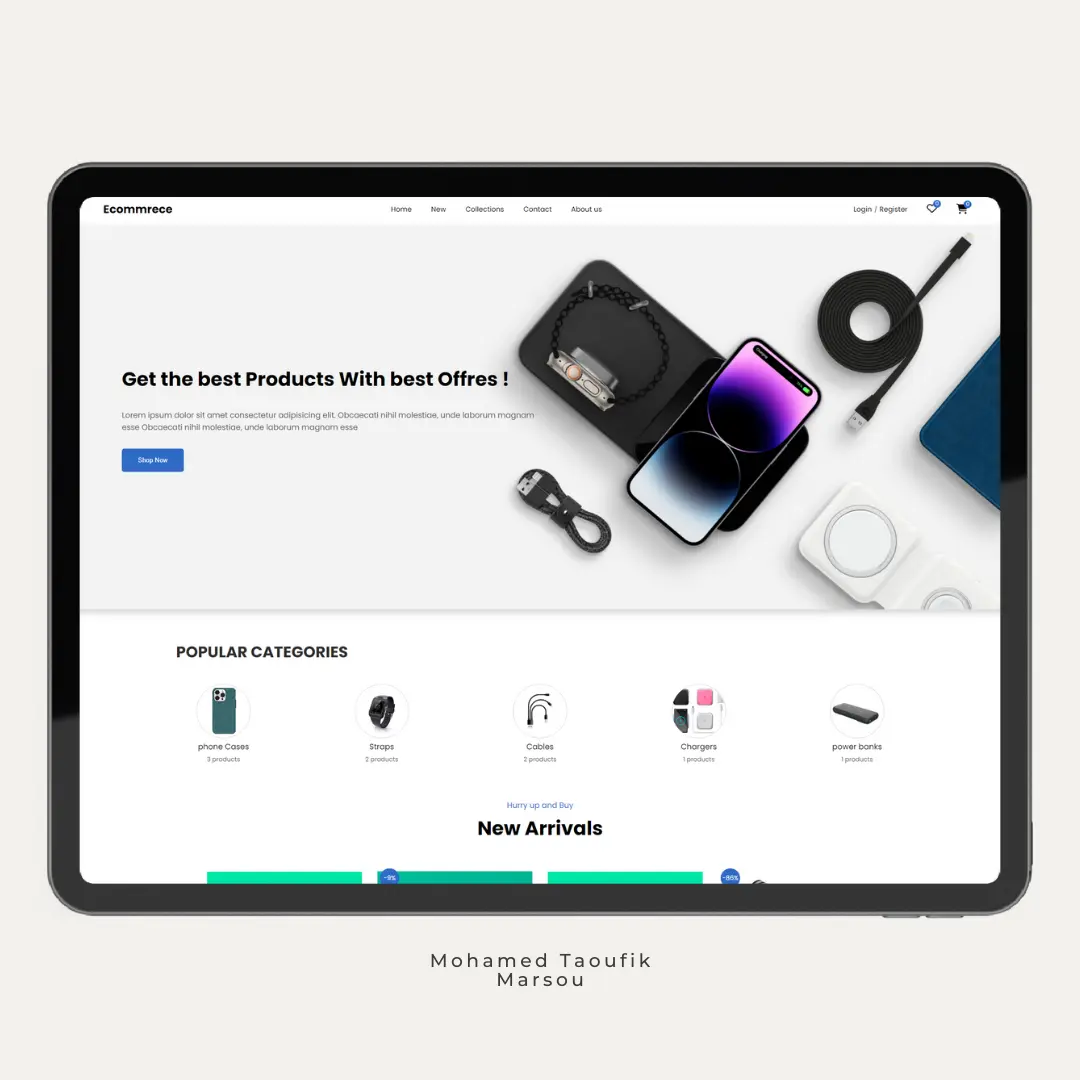 Ecommrece
Home New Collections Contact About us
Login / Register
0
0
Get the best Products With best Offres !
Lorem ipsum dolor sit amet consectetur adipisicing elit. Obcaecati nihil molestiae, unde laborum magnam
esse Obcaecati nihil molestiae, unde laborum magnam esse
Shop Now
POPULAR CATEGORIES
phone Cases
3 products
Straps
2 products
Cables
2 products
Chargers
1 products
power banks
1 products
Hurry up and Buy
New Arrivals
-8%
-86%
Mohamed Taoufik
Marsou